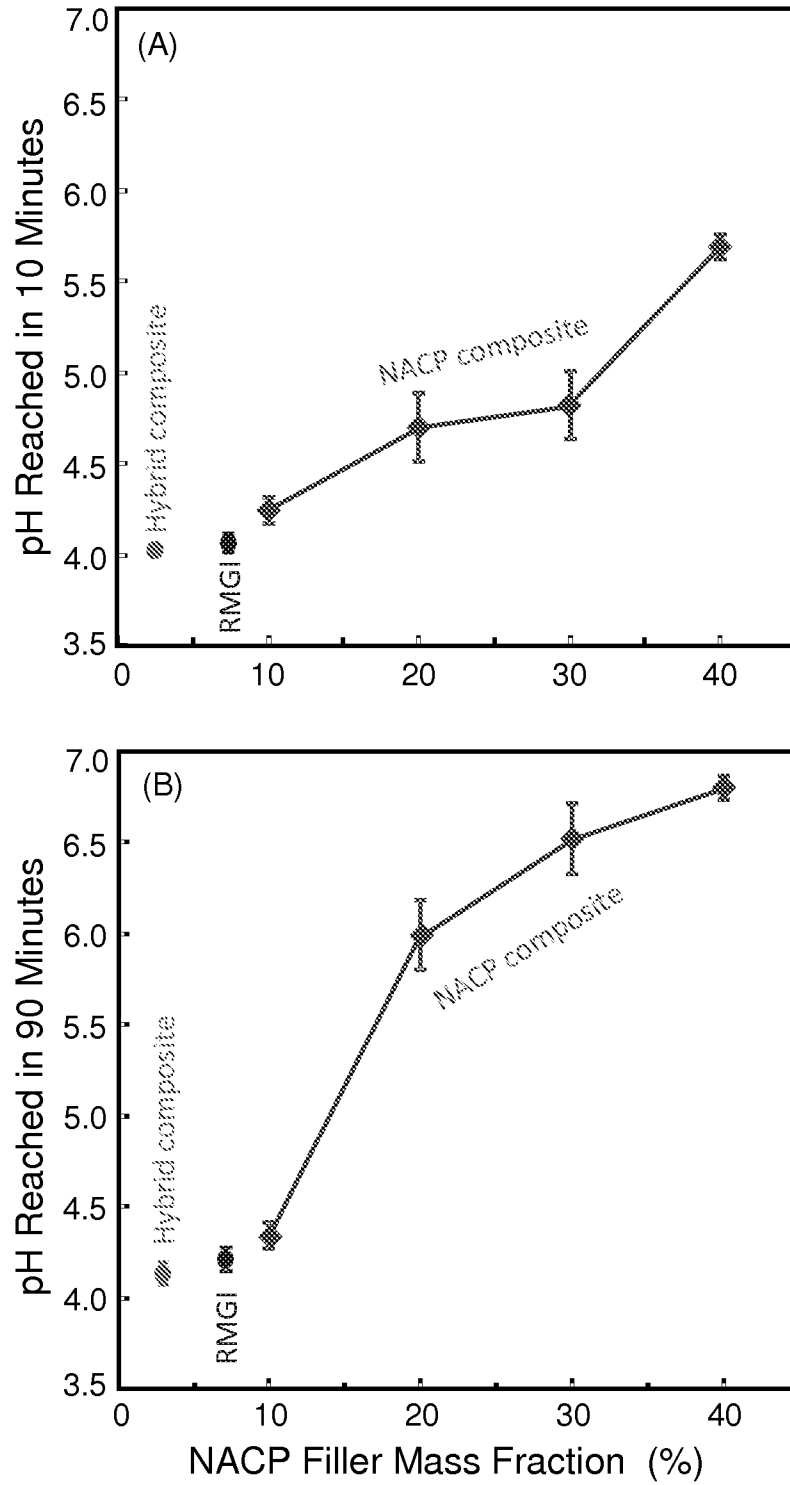 (A)
pH Reached in 10 Minutes
7.0
6.5
6.0
5.5
5.0
4.5
4.0
3.5
Hybrid composite
RMGI
NACP composite
0 10 20 30 40
(B)
pH Reached in 90 Minutes
7.0
6.5
6.0
5.5
5.0
4.5
4.0
3.5
Hybrid composite
RMGI
NACP composite
0 10 20 30 40
NACP Filler Mass Fraction (%)